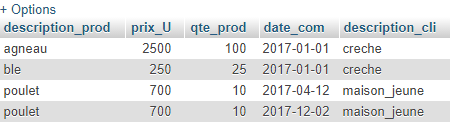 + Options
description_prod prix_U qte_prod date_com description_cli
agneau 2500 100 2017-01-01 creche
ble 250 25 2017-01-01 creche
poulet 700 10 2017-04-12 maison_jeune
poulet 700 10 2017-12-02 maison_jeune